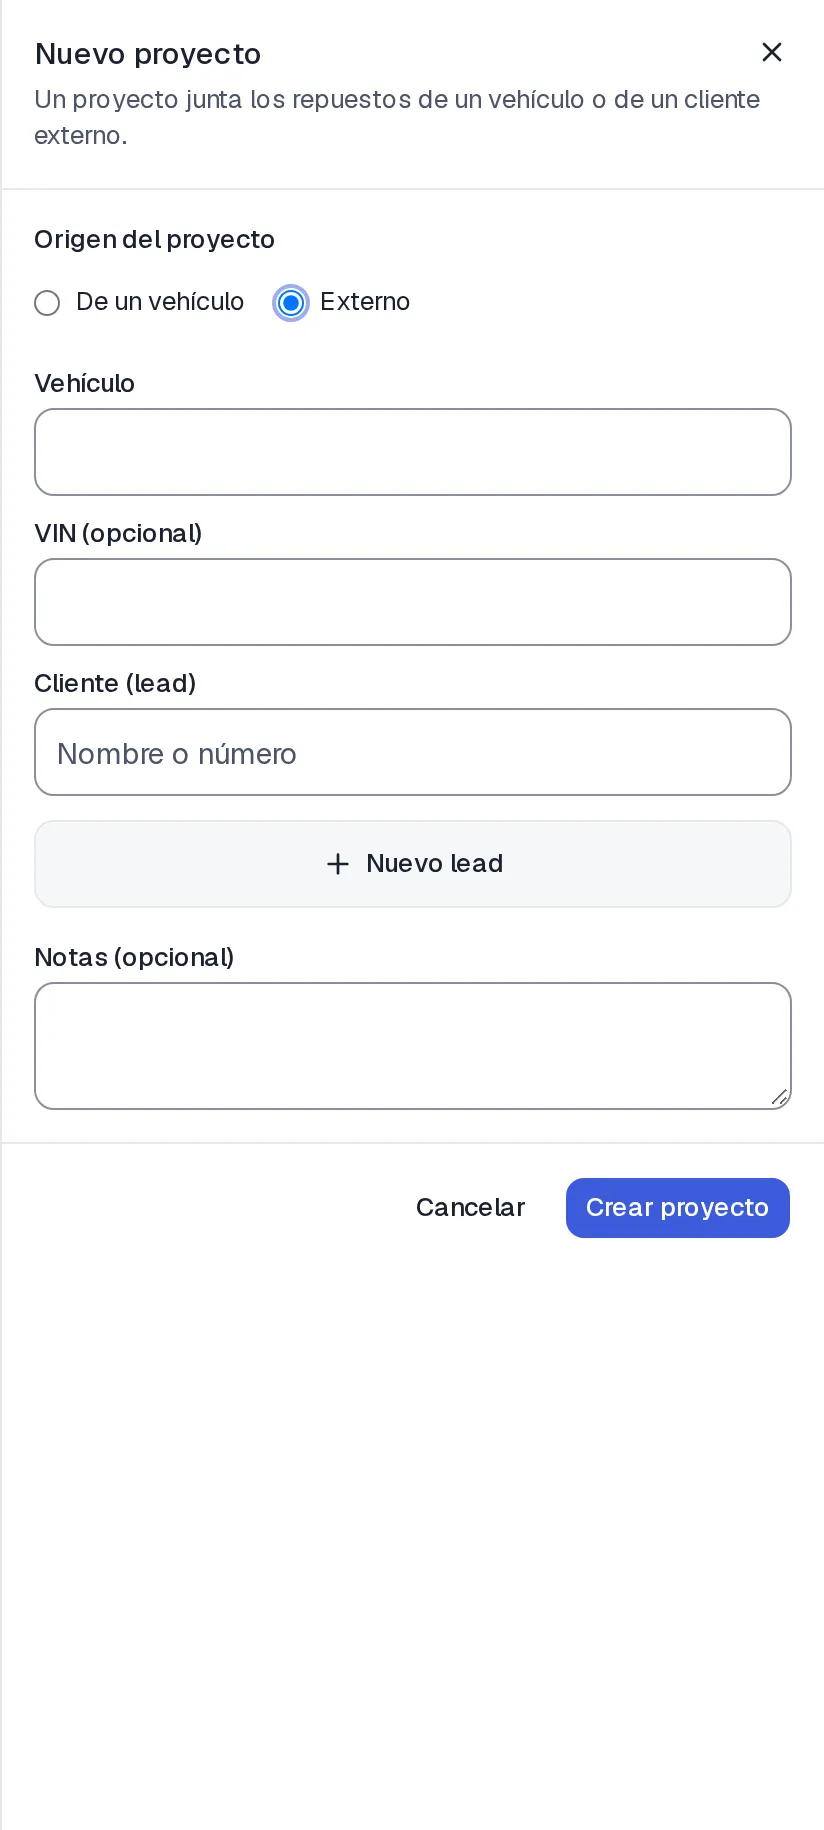 Nuevo proyecto
Un proyecto junta los repuestos de un vehículo o de un cliente
externo.
Origen del proyecto
De un vehículo Externo
Vehículo
VIN (opcional)
Cliente (lead)
Nombre o número
Nuevo lead
Notas (opcional)
Cancelar Crear proyecto